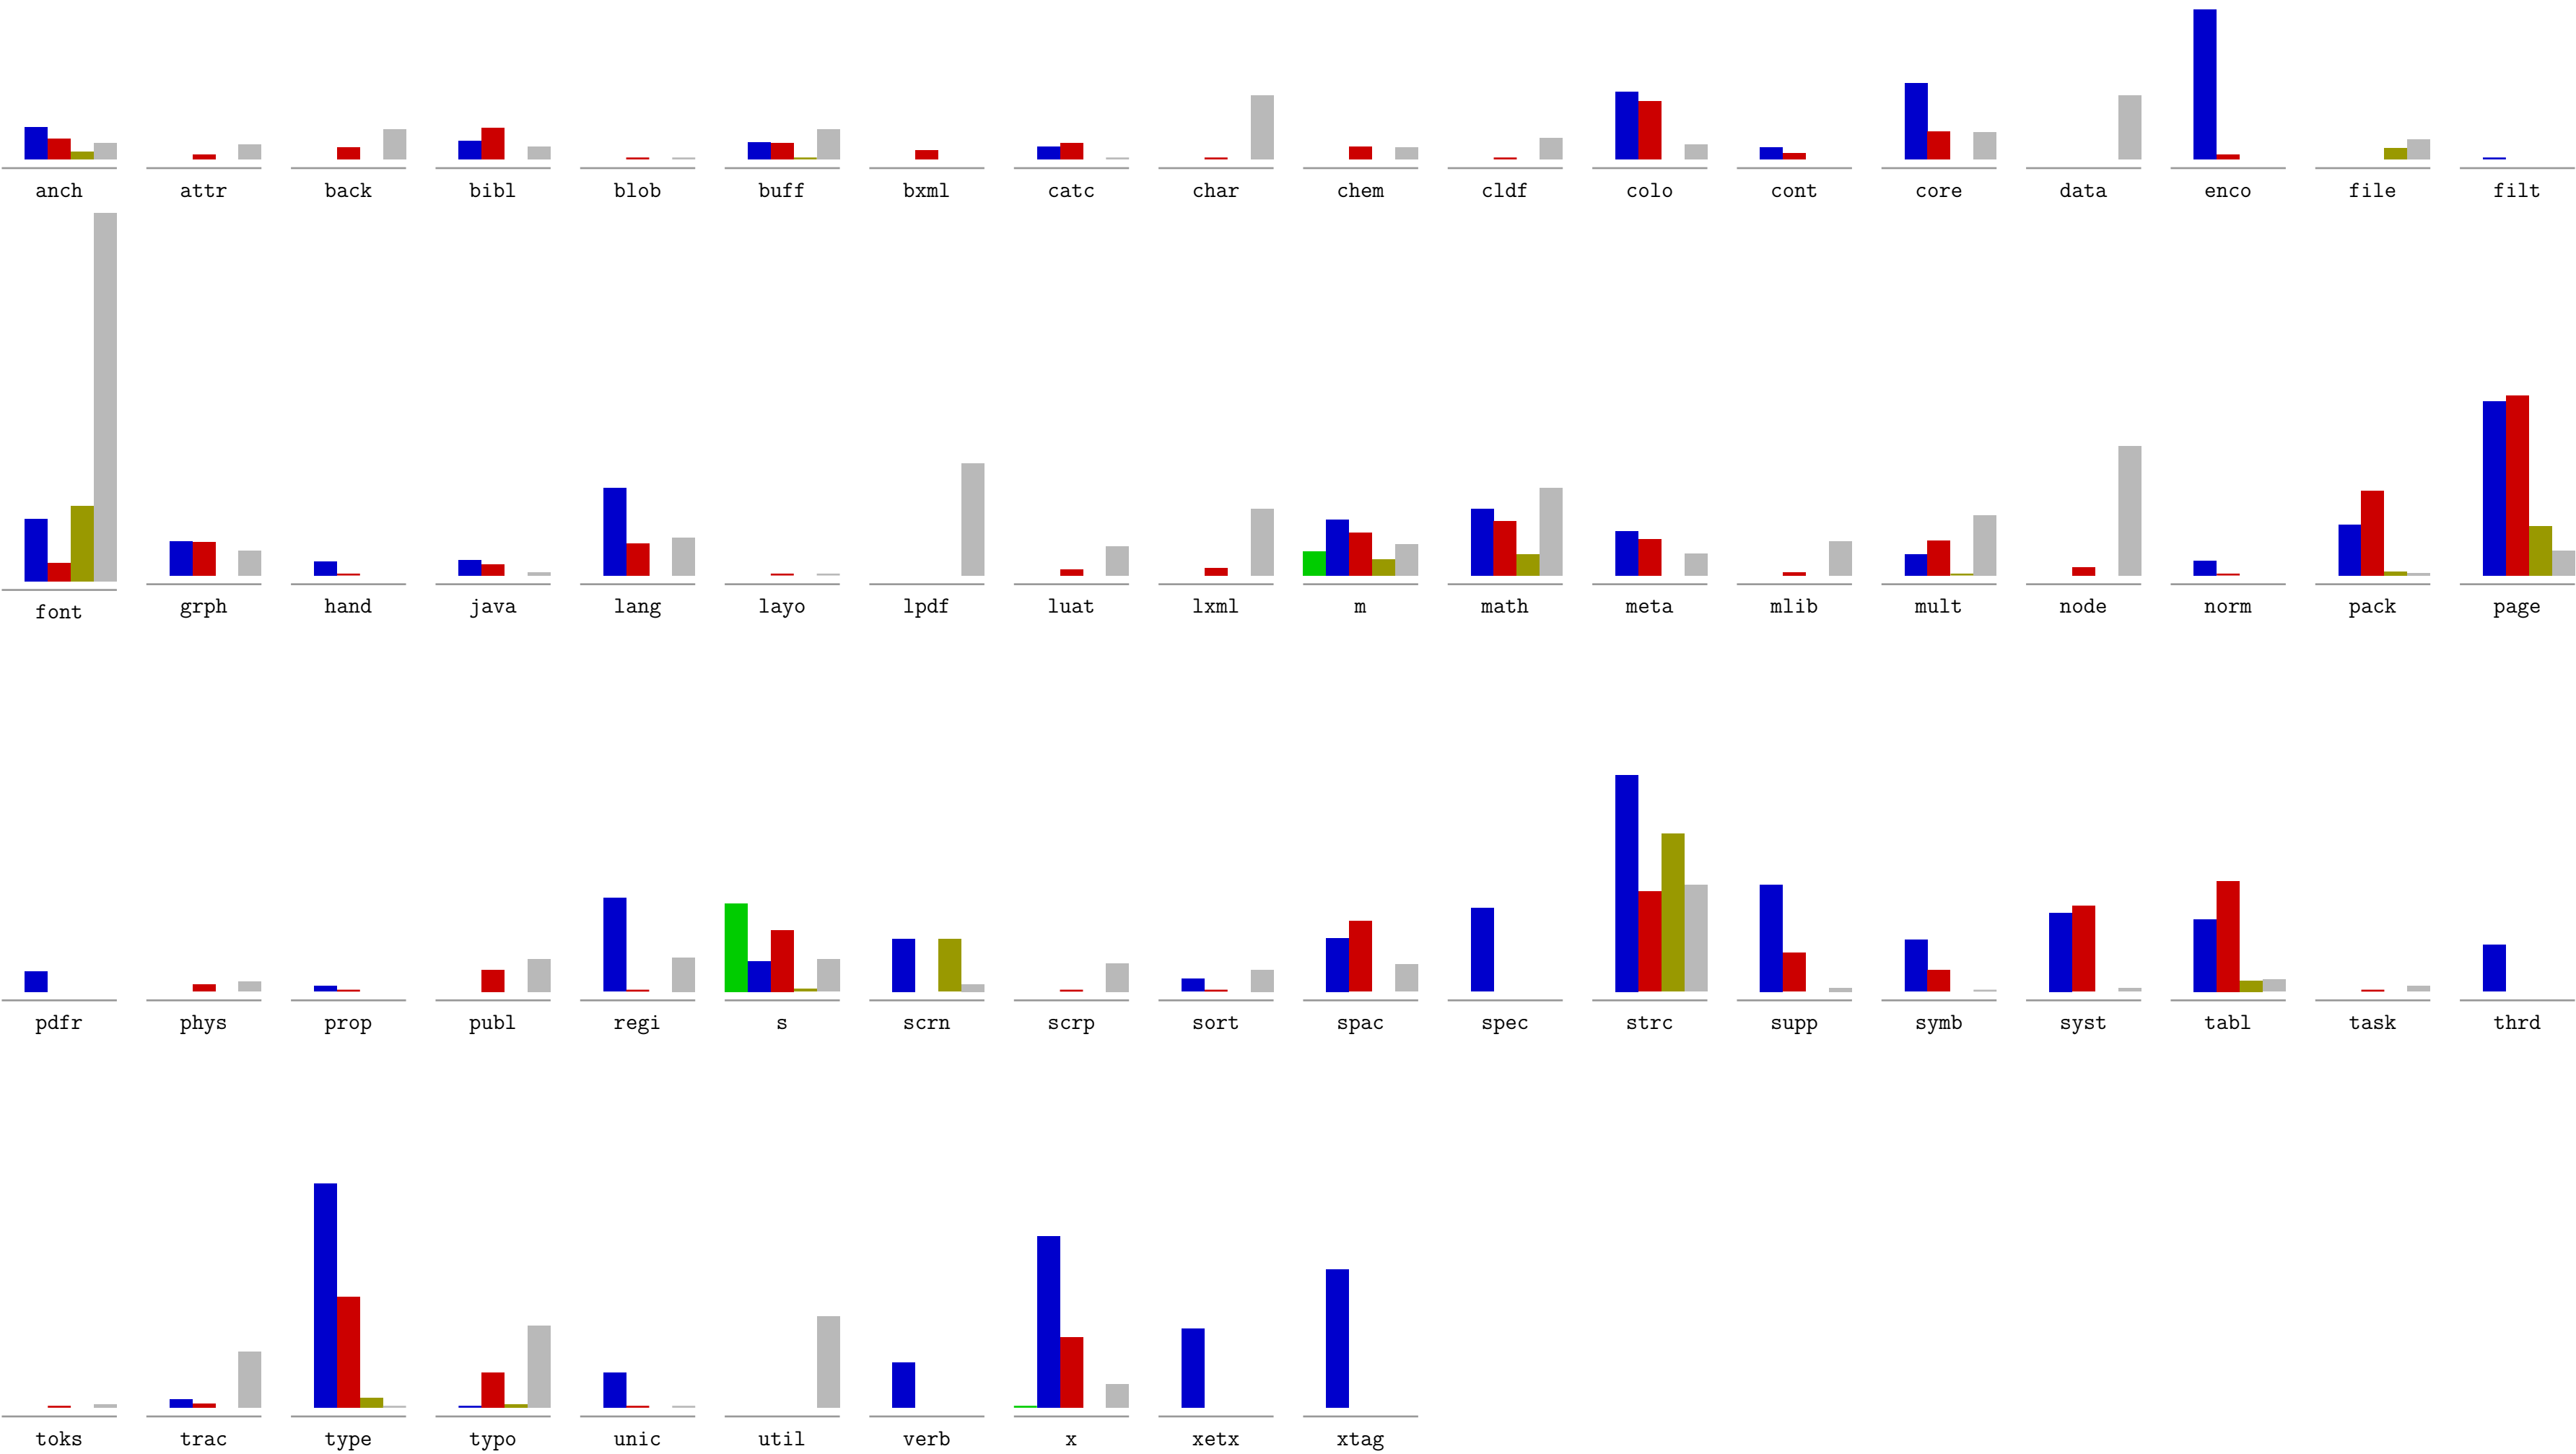 anch attr back bibl blob buff bxml catc char chem cldf colo cont core data enco file filt
font grph hand java lang layo lpdf luat lxml m math meta mlib mult node norm pack page
pdfr phys prop publ regi s scrn scrp sort spac spec strc supp symb syst tabl task thrd
toks trac type typo unic util verb x xetx xtag